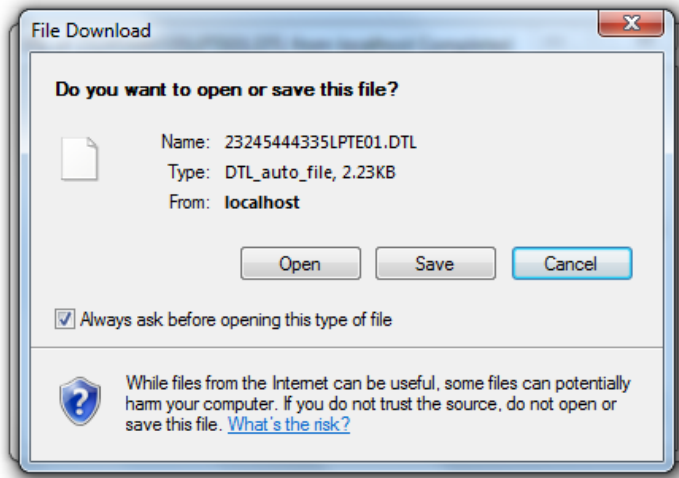 File Download
Do you want to open or save this file?
Name: 23245444335LPTE01.DTL
Type: DTL_auto_file, 2.23KB
From: localhost
Open Save Cancel
Always ask before opening this type of file
While files from the Internet can be useful, some files can potentially
harm your computer. If you do not trust the source, do not open or
save this file. What's the risk?